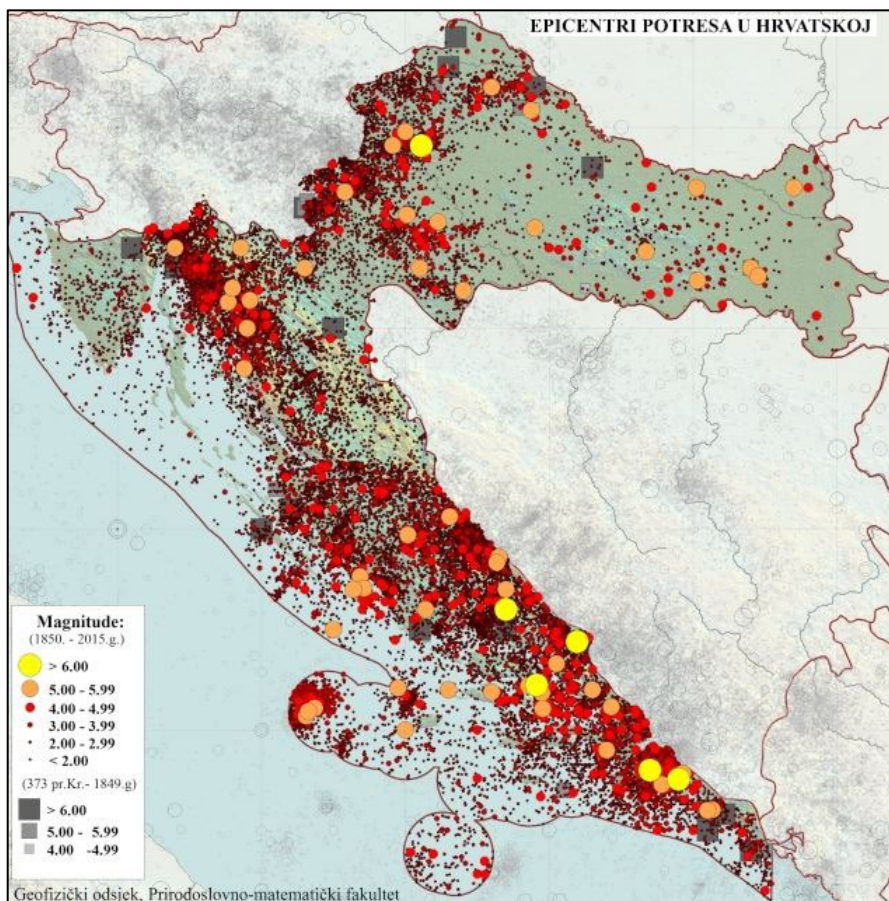 EPICENTRI POTRESA U HRVATSKOJ
Magnitude:
(1850. - 2015.g.)
> 6.00
5.00 - 5.99
4.00 - 4.99
3.00 - 3.99
2.00 - 2.99
< 2.00
(373 pr.Kr.- 1849.g)
> 6.00
5.00 - 5.99
4.00 -4.99
Geofizički odsjek, Prirodoslovno-matematički fakultet